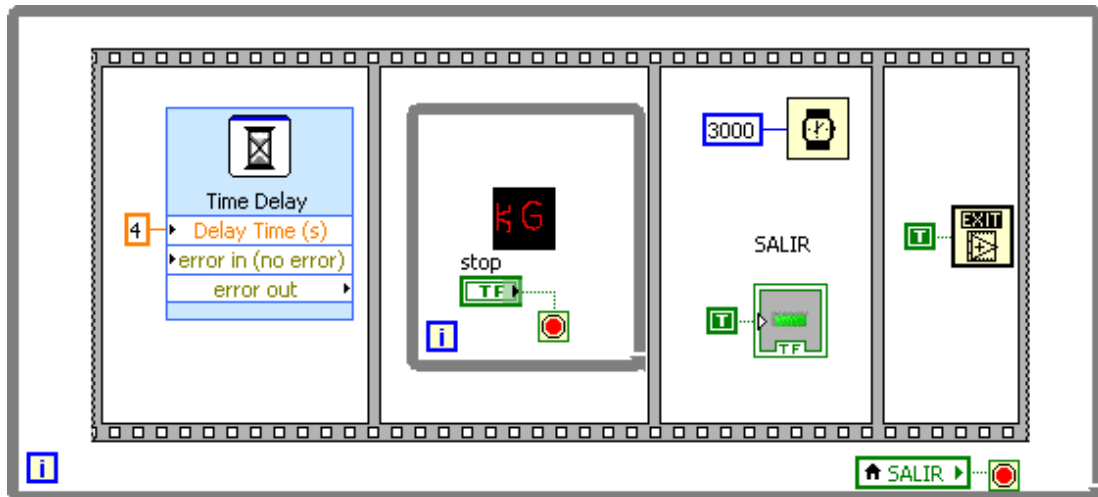 4
Time Delay
Delay Time (s)
error in (no error)
error out
i
KG
stop
TF
i
3000
SALIR
T
TF
T
EXIT
SALIR